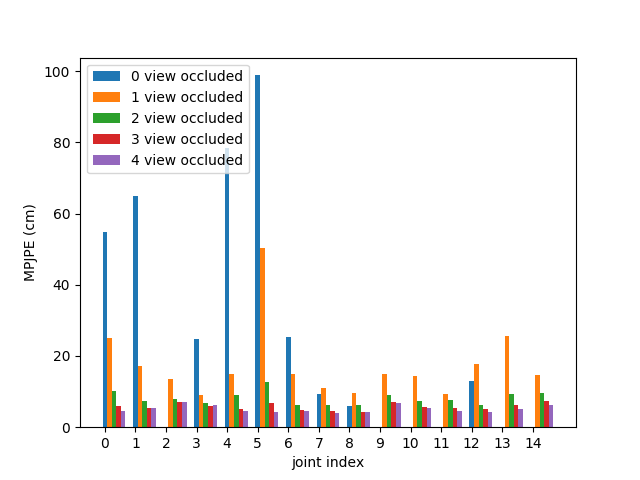 0 view occluded
1 view occluded
2 view occluded
3 view occluded
4 view occluded
100
80
60
40
20
0
MPJPE (cm)
0 1 2 3 4 5 6 7 8 9 10 11 12 13 14
joint index